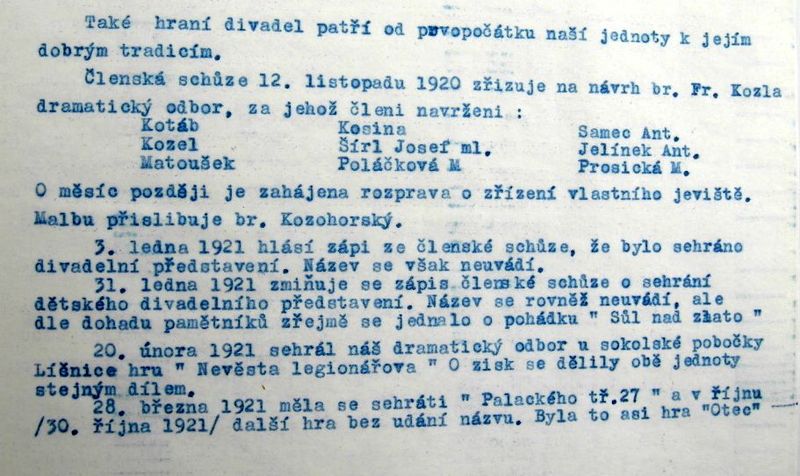 Také hraní divadel patří od pvopočátku naší jednoty k jejím
dobrým tradicím.
Členská schůze 12. listopadu 1920 zřizuje na návrh br. Fr. Kozla
dramatický odbor, za jehož členi navrženi :
Kotáb Kosina Samec Ant.
Kozel Šírl Josef ml. Jelínek Ant.
Matoušek Poláčková M Prosická M.
O měsíc později je zahájena rozprava o zřízení vlastního jeviště.
Malbu přislibuje br. Kozohorský.
3. ledna 1921 hlásí zápi ze členské schůze, že bylo sehráno
divadelní představení. Název se však neuvádí.
31. ledna 1921 zmiňuje se zápis členské schůze o sehrání
dětského divadelního představení. Název se rovněž neuvádí, ale
dle dohadu pamětníků zřejmě se jednalo o pohádku " Sůl nad zlato "
20. února 1921 sehrál náš dramatický odbor u sokolské pobočky
Líšnice hru " Nevěsta legionářova " O zisk se dělily obě jednoty
stejným dílem.
28. března 1921 měla se sehráti " Palackého tř.27 " a v říjnu
/30. října 1921/ další hra bez udání názvu. Byla to asi hra "Otec"